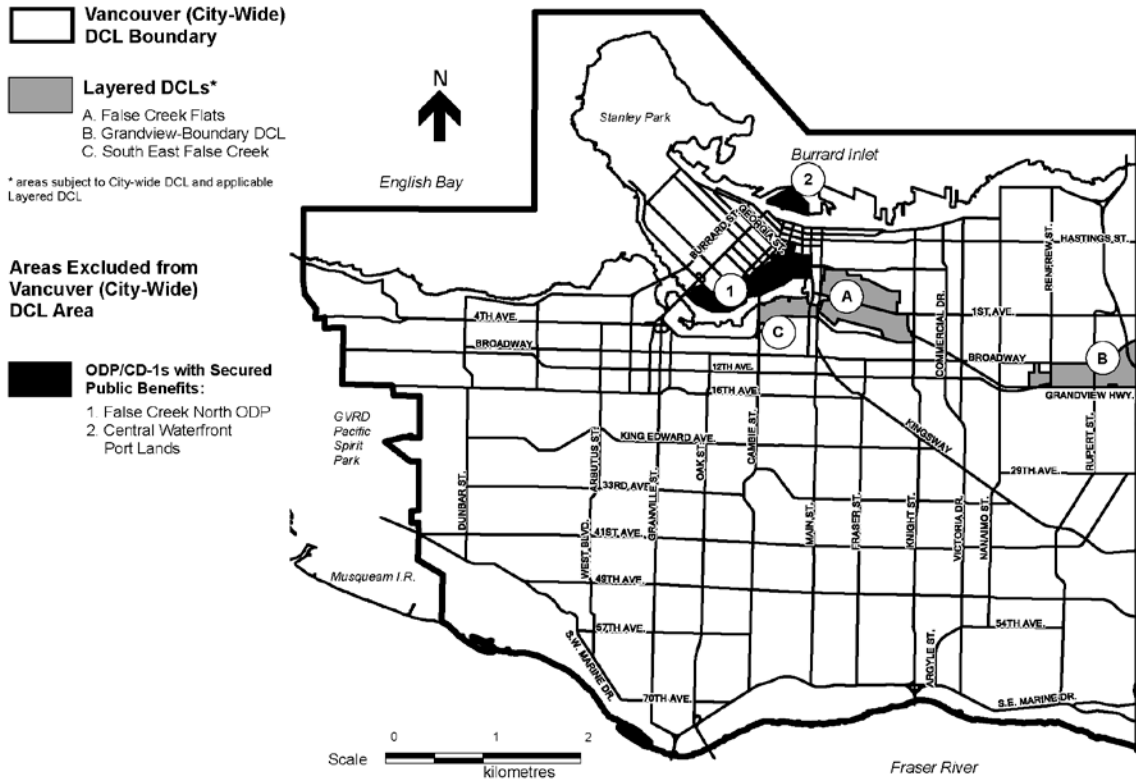 Vancouver (City-Wide)
DCL Boundary
Layered DCLs*
A. False Creek Flats
B. Grandview-Boundary DCL
C. South East False Creek
* areas subject to City-wide DCL and applicable
Layered DCL
Areas Excluded from
Vancuver (City-Wide)
DCL Area
ODP/CD-1s with Secured
Public Benefits:
1. False Creek North ODP
2. Central Waterfront
Port Lands
N
Stanley Park
English Bay
Burrard Inlet
2
BURRARD ST.
GEORGIA ST.
HASTINGS ST.
RENFREW ST.
1
A
C
B
4TH AVE.
1ST AVE.
COMMERCIAL DR.
BROADWAY
BROADWAY
12TH AVE.
16TH AVE.
GRANDVIEW HWY.
GVRD
Pacific
Spirit
Park
KING EDWARD AVE.
KINGSWAY
CAMBIE ST.
OAK ST.
ARBUTUS ST.
RUPERT ST.
29TH AVE.
33RD AVE.
DUNBAR ST.
GRANVILLE ST.
MAIN ST.
FRASER ST.
KNIGHT ST.
VICTORIA DR.
NANAIMO ST.
41ST AVE.
WEST BLVD.
49TH AVE.
Musqueam I.R.
57TH AVE.
54TH AVE.
S.W. MARINE DR.
ARGYLE ST.
70TH AVE.
S.E. MARINE DR.
Scale
0 1 2
kilometres
Fraser River